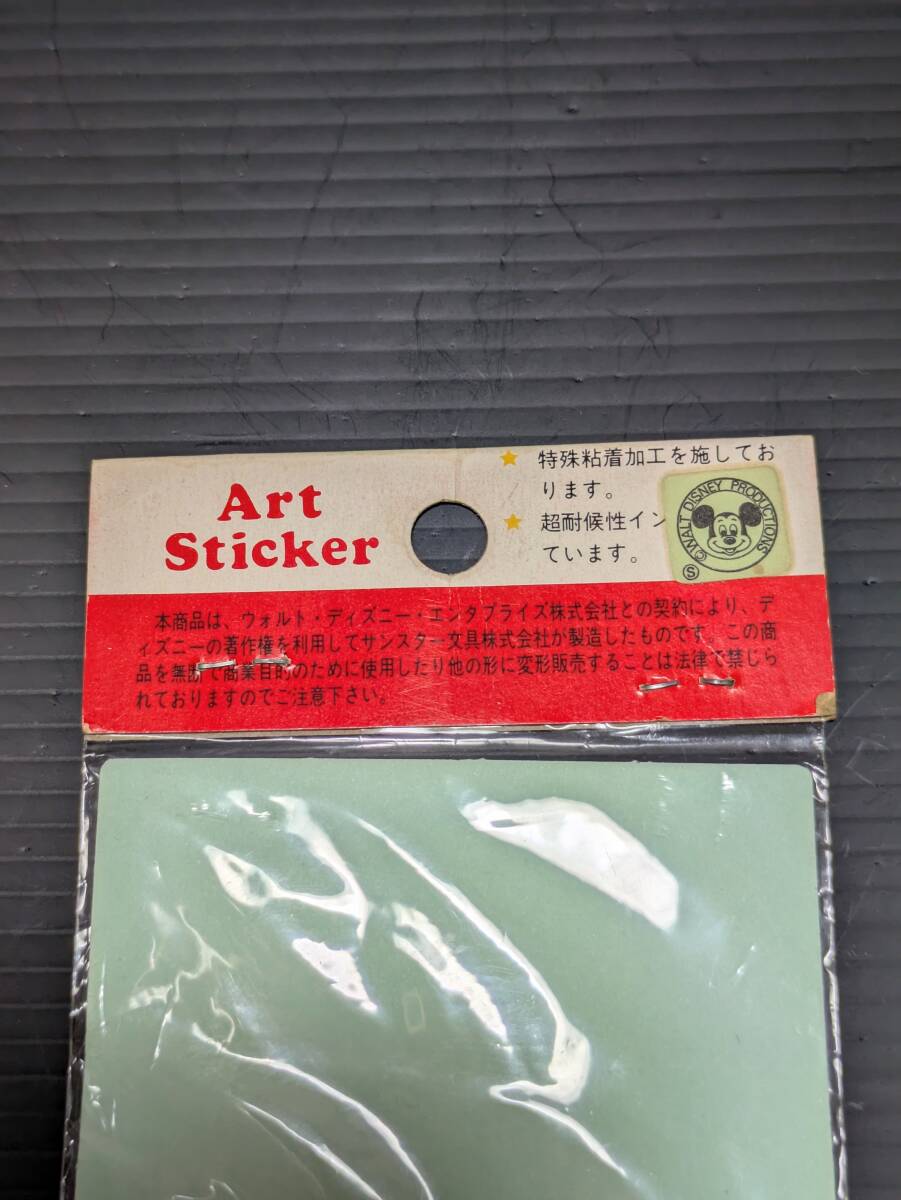 Art
Sticker
★ 特殊粘着加工を施してお
ります。
★ 超耐候性イン
ています。
©WALT DISNEY PRODUCTIONS
Ⓢ
本商品は、ウォルト・ディズニー・エンタプライズ株式会社との契約により、デ
ィズニーの著作権を利用してサンスター文具株式会社が製造したものです。この商
品を無断で商業目的のために使用したり他の形に変形販売することは法律で禁じら
れておりますのでご注意下さい。